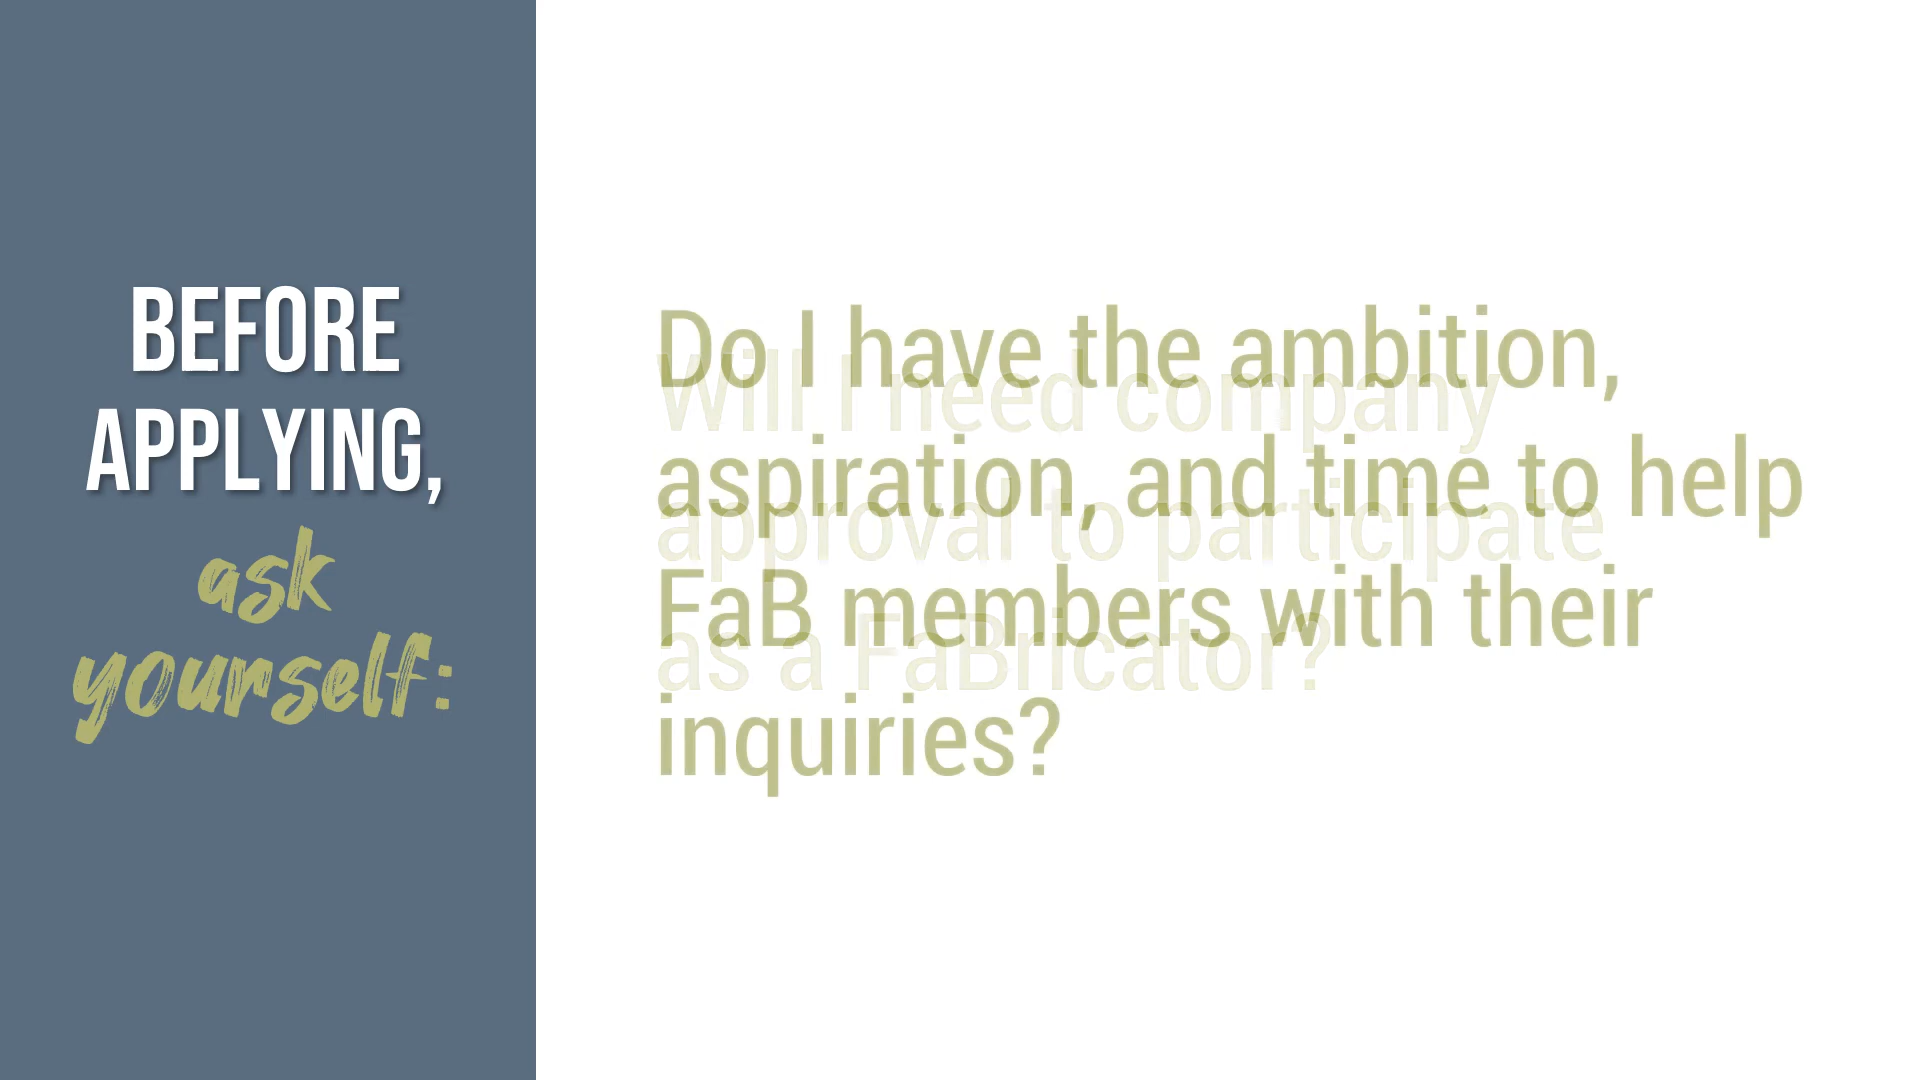 BEFORE
APPLYING,
ask
yourself:
Do I have the ambition,
aspiration, and time to help
FaB members with their
inquiries?
Will I need company
approval to participate
as a FaBricator?